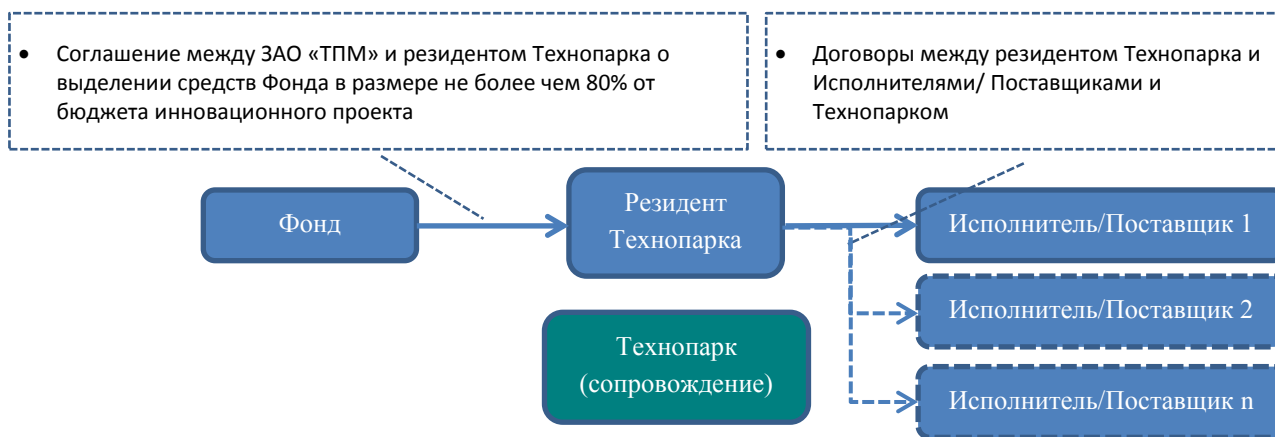 • Соглашение между ЗАО «ТПМ» и резидентом Технопарка о
выделении средств Фонда в размере не более чем 80% от
бюджета инновационного проекта
• Договоры между резидентом Технопарка и
Исполнителями/ Поставщиками и
Технопарком
Фонд
Резидент
Технопарка
Исполнитель/Поставщик 1
Исполнитель/Поставщик 2
Технопарк
(сопровождение)
Исполнитель/Поставщик n